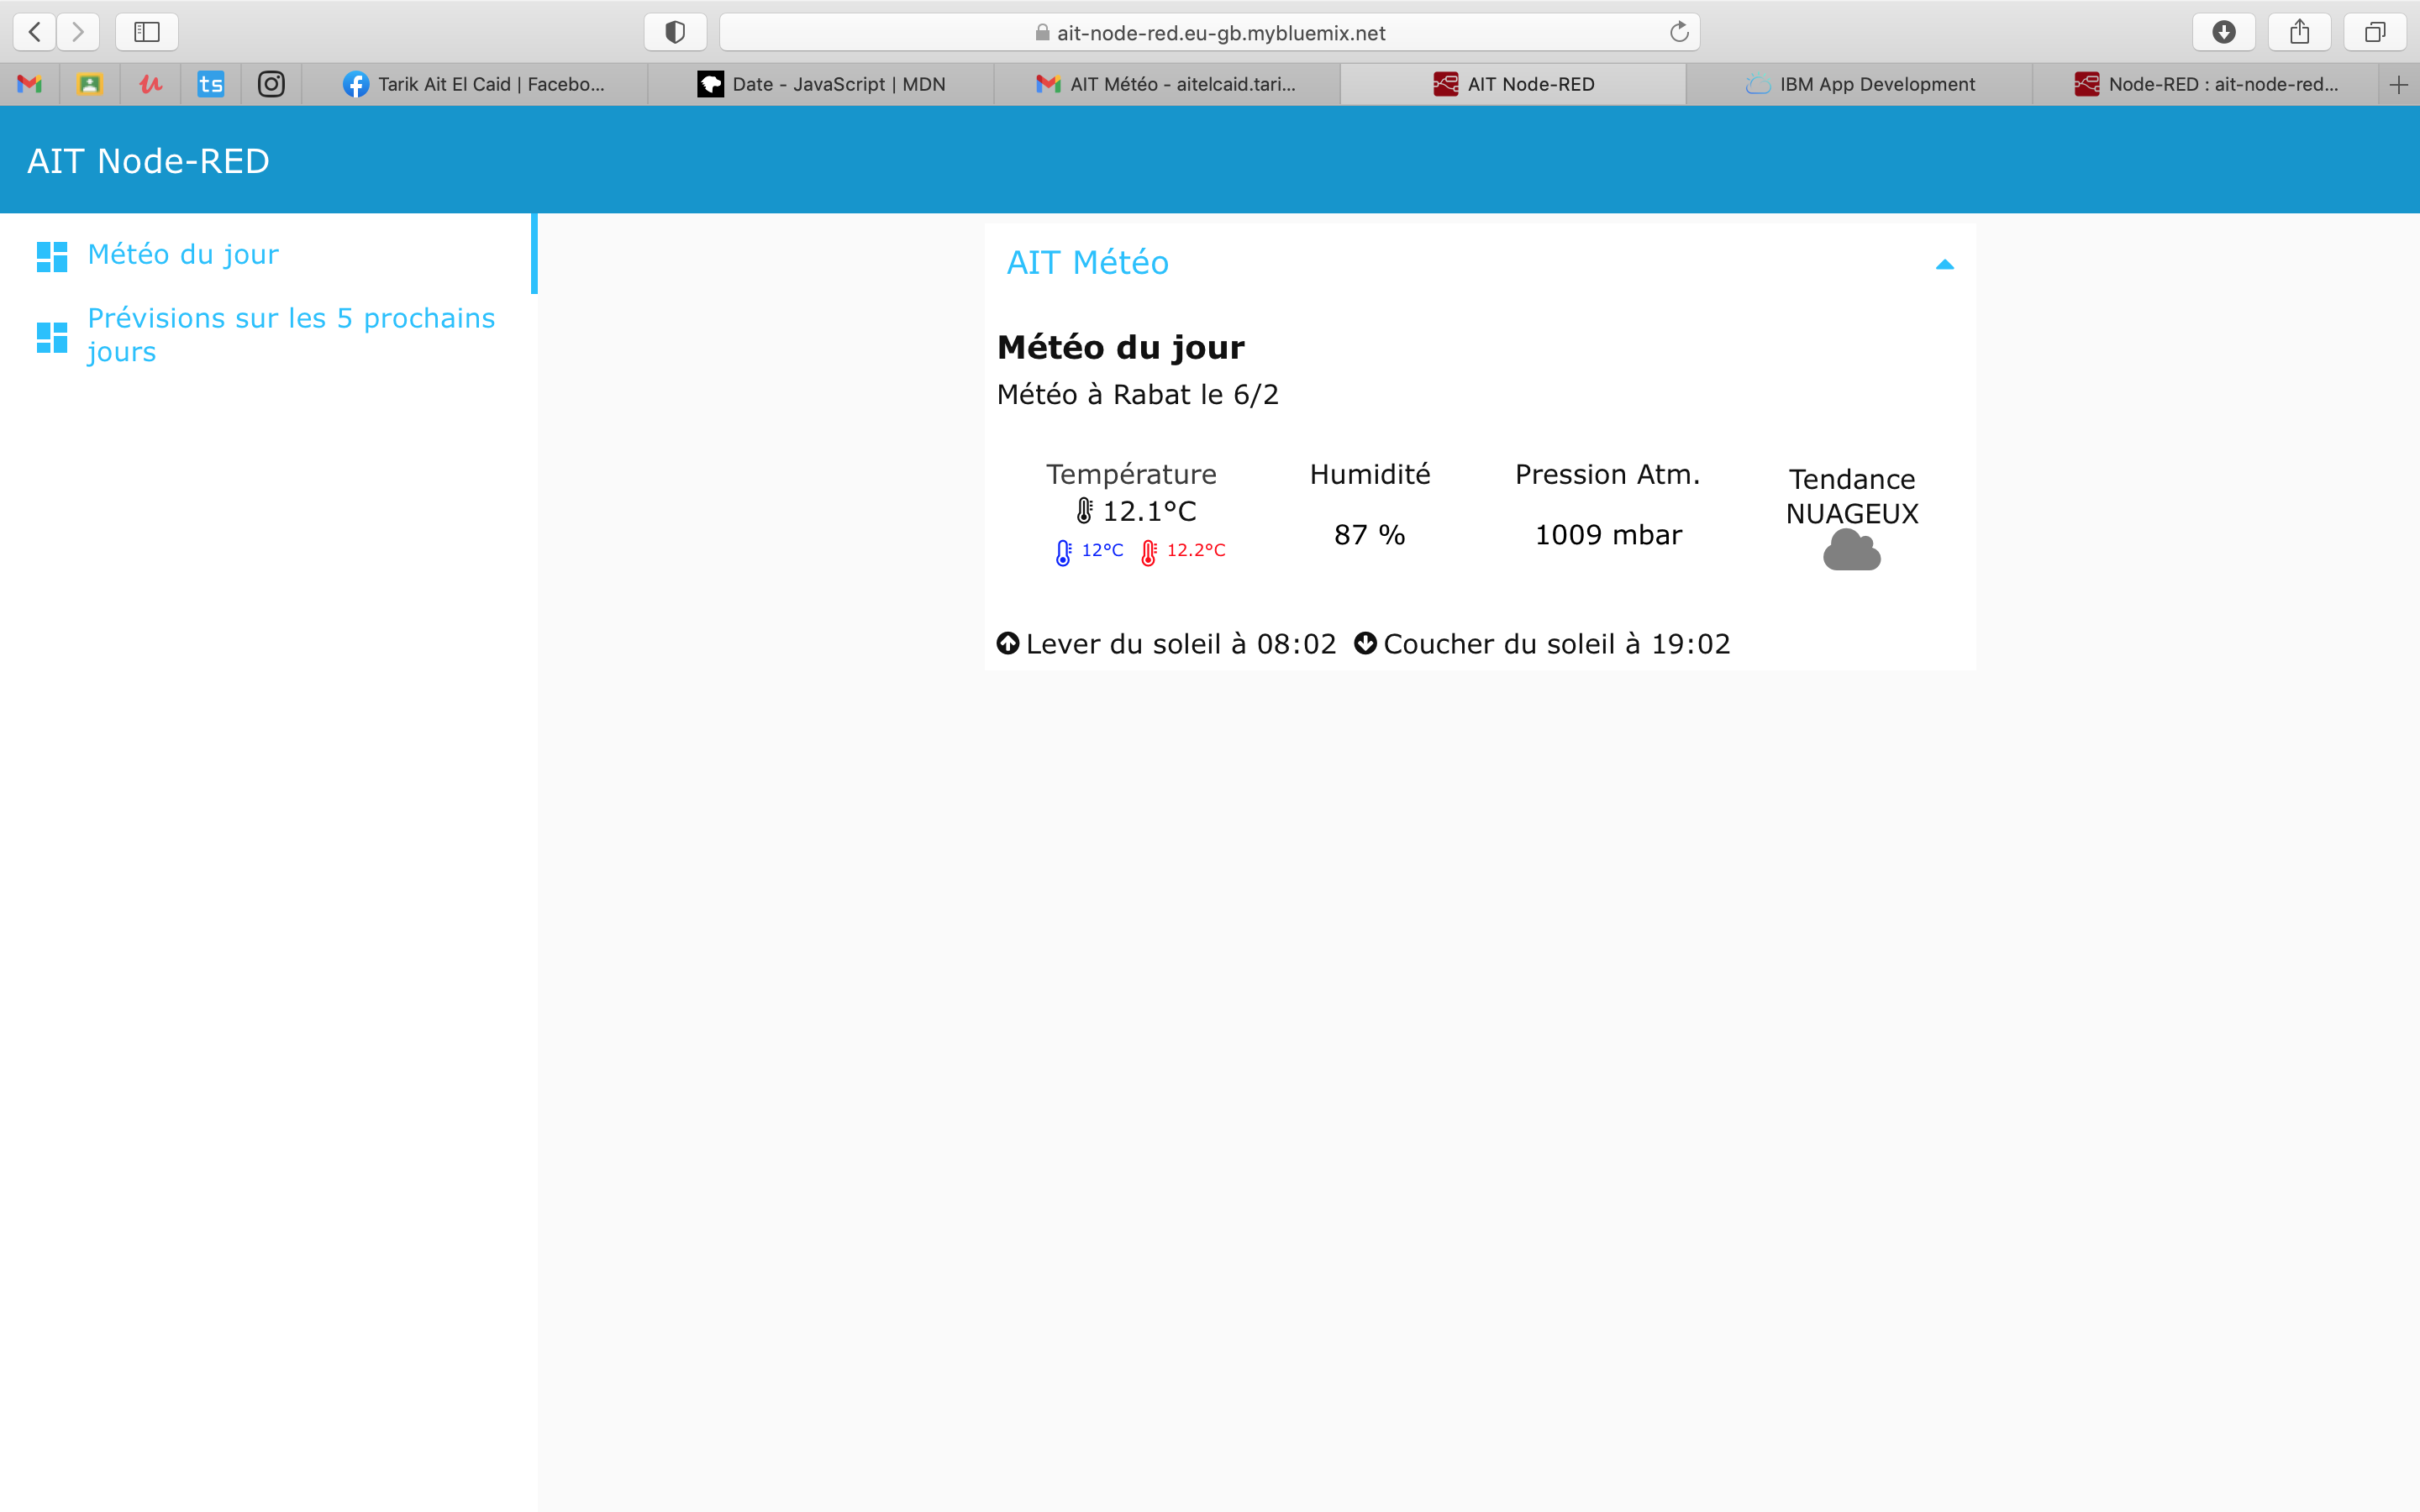 ait-node-red.eu-gb.mybluemix.net
ts
Tarik Ait El Caid | Facebo...
Date - JavaScript | MDN
AIT Météo - aitelcaid.tari...
AIT Node-RED
IBM App Development
Node-RED : ait-node-red...
AIT Node-RED
Météo du jour
Prévisions sur les 5 prochains
jours
AIT Météo
Météo du jour
Météo à Rabat le 6/2
Température
12.1°C
12°C 12.2°C
Humidité
87 %
Pression Atm.
1009 mbar
Tendance
NUAGEUX
Lever du soleil à 08:02 Coucher du soleil à 19:02